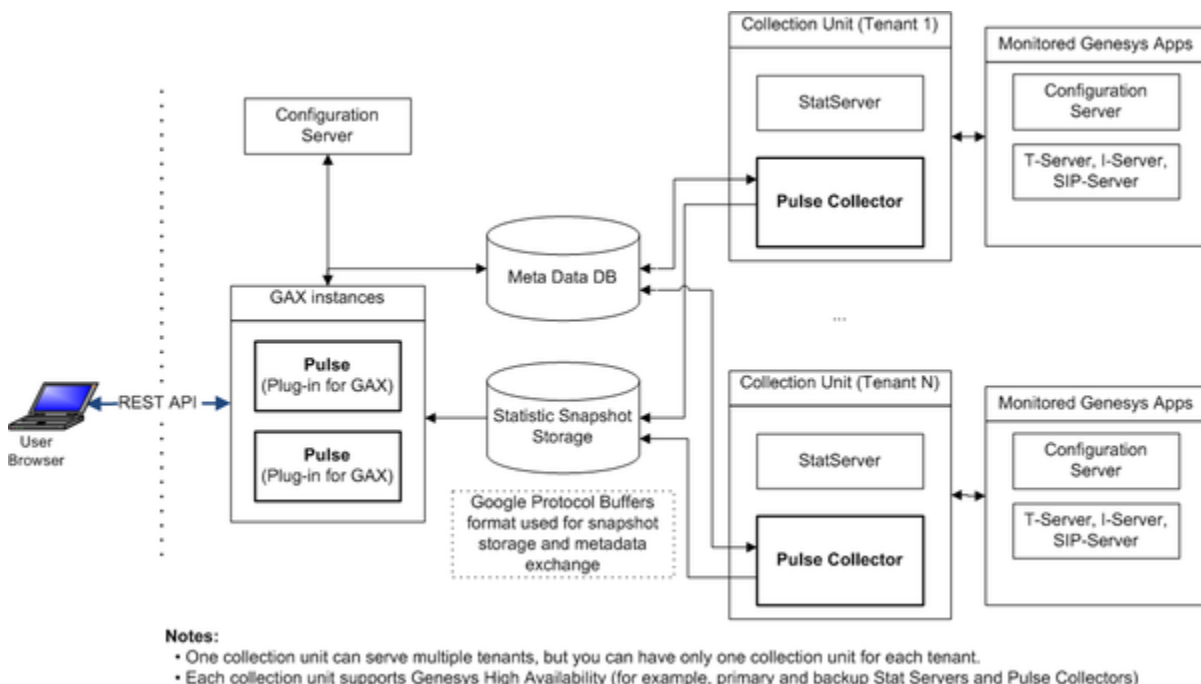 Collection Unit (Tenant 1)
StatServer
Pulse Collector
Monitored Genesys Apps
Configuration
Server
T-Server, I-Server,
SIP-Server
Configuration
Server
Meta Data DB
GAX instances
Pulse
(Plug-in for GAX)
Pulse
(Plug-in for GAX)
REST API
User
Browser
Statistic Snapshot
Storage
Google Protocol Buffers
format used for snapshot
storage and metadata
exchange
...
Collection Unit (Tenant N)
StatServer
Pulse Collector
Monitored Genesys Apps
Configuration
Server
T-Server, I-Server,
SIP-Server
Notes:
• One collection unit can serve multiple tenants, but you can have only one collection unit for each tenant.
• Each collection unit supports Genesys High Availability (for example, primary and backup Stat Servers and Pulse Collectors)